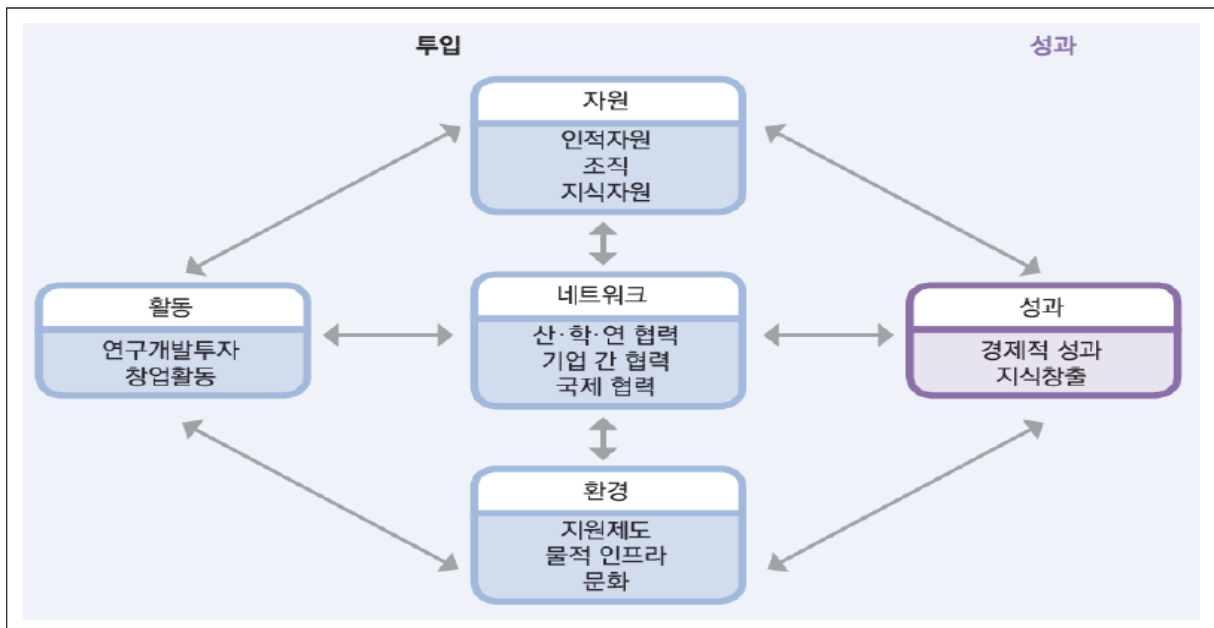 투입
성과
자원
인적자원
조직
지식자원
활동
연구개발투자
창업활동
네트워크
산·학·연 협력
기업 간 협력
국제 협력
성과
경제적 성과
지식창출
환경
지원제도
물적 인프라
문화